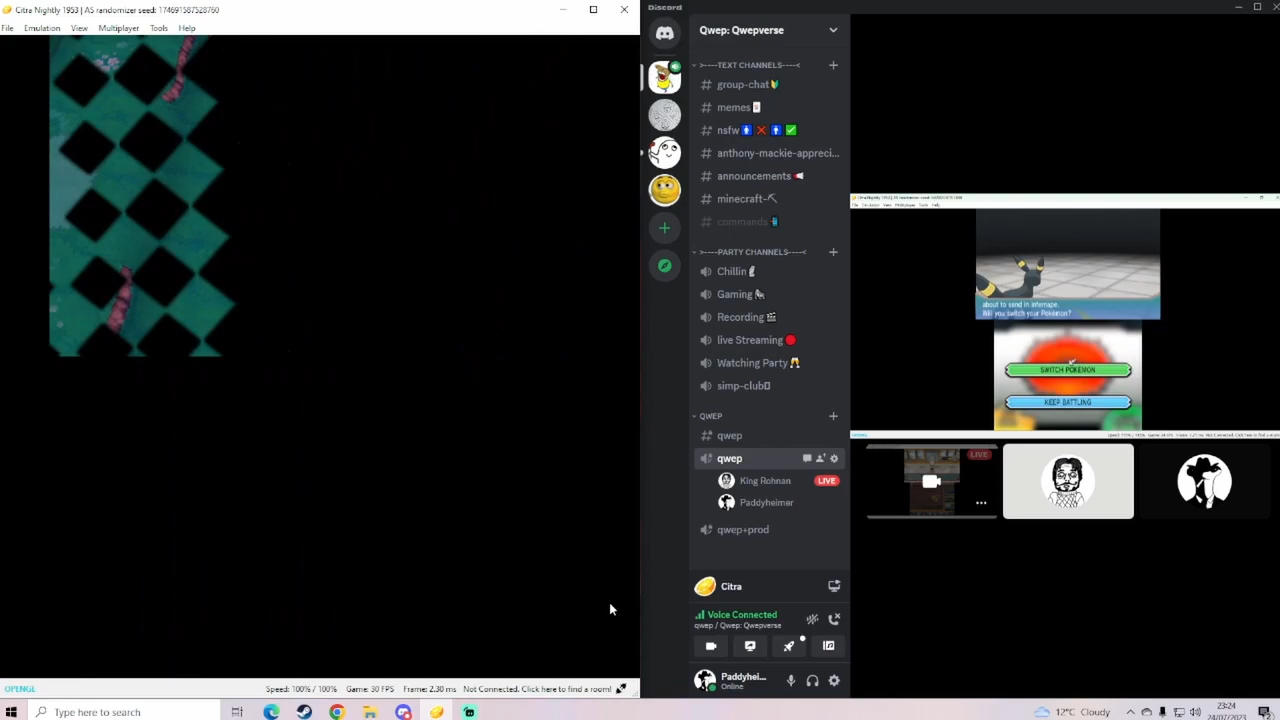 Citra Nightly 1953 | AS randomizer seed: 174691587528760
File Emulation View Multiplayer Tools Help
OPENGL Speed: 100% / 100% Game: 30 FPS Frame: 2.30 ms Not Connected. Click here to find a room!
Discord
Qwep: Qwepverse
>----TEXT CHANNELS----<
group-chat
memes
nsfw
anthony-mackie-appreci...
announcements
minecraft-
commands
>----PARTY CHANNELS----<
Chillin
Gaming
Recording
live Streaming
Watching Party
simp-club
QWEP
qwep
qwep
King Rohnan LIVE
Paddyheimer
qwep+prod
Citra
Voice Connected
qwep / Qwep: Qwepverse
Paddyhei...
Online
about to send in Infernape.
Will you switch your Pokémon?
SWITCH POKÉMON
KEEP BATTLING
LIVE
Type here to search
12°C Cloudy
23:24
24/07/2023